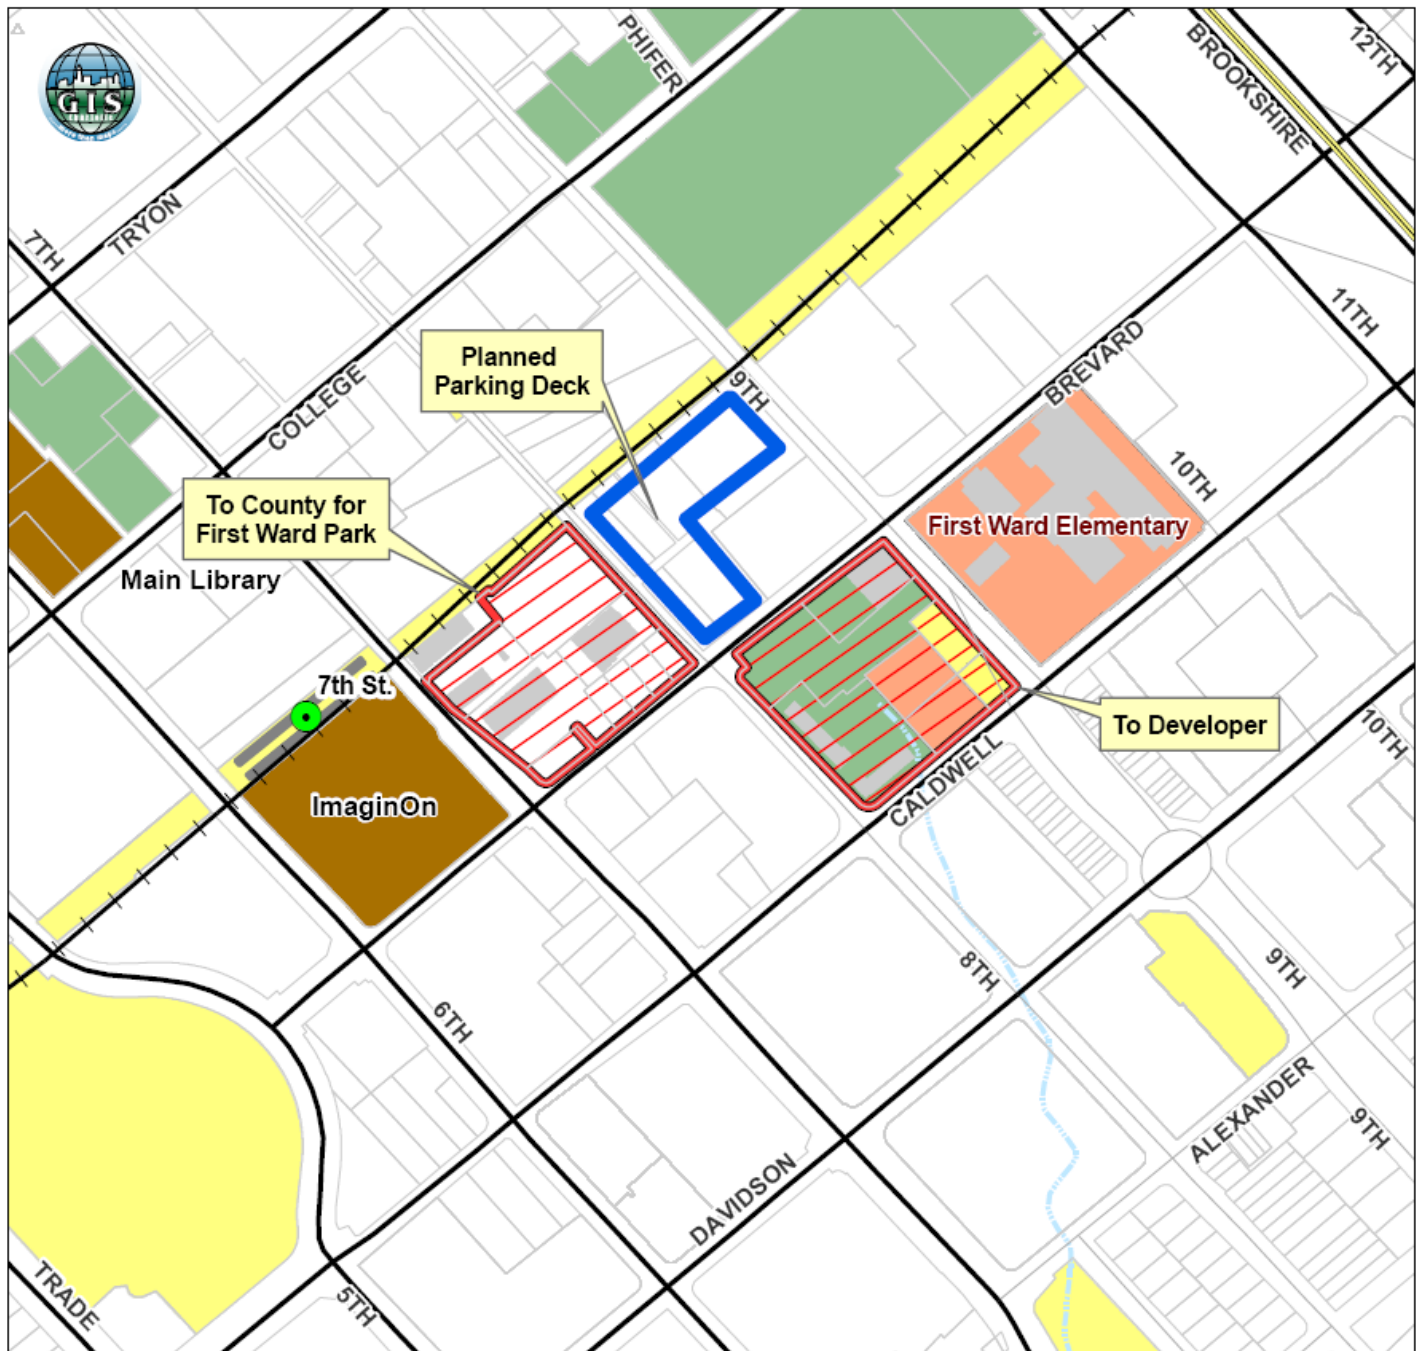 PHIFER
BROOKSHIRE
12TH
GIS
TRYON
7TH
11TH
BREVARD
Planned
Parking Deck
9TH
COLLEGE
10TH
To County for
First Ward Park
First Ward Elementary
Main Library
7th St.
To Developer
10TH
CALDWELL
ImaginOn
8TH
9TH
6TH
ALEXANDER
9TH
DAVIDSON
TRADE
5TH